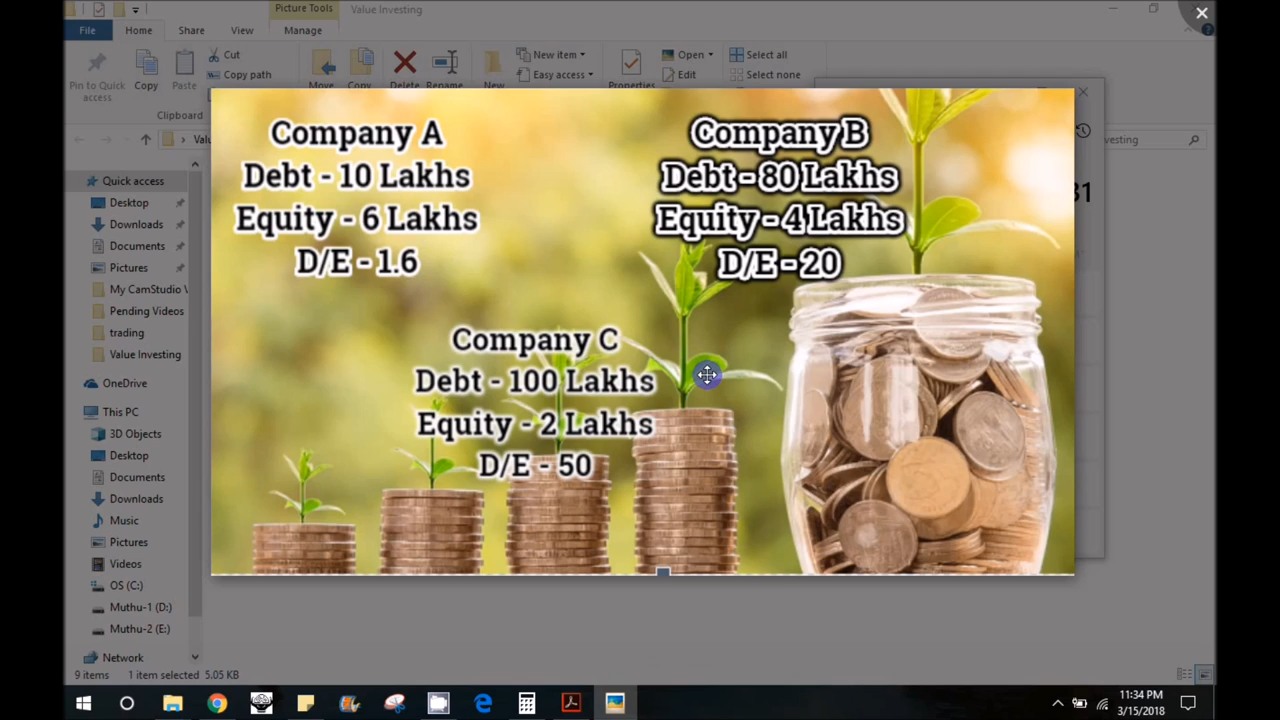 Picture Tools
Value Investing
File
Home
Share
View
Manage
Cut
New item
Open
Select all
Copy path
Easy access
Edit
Select none
Pin to Quick
access
Copy
Paste
Move
Copy
Delete
Rename
New
Properties
Clipboard
Valu
vesting
31
Company A
Debt - 10 Lakhs
Equity - 6 Lakhs
D/E - 1.6
Company B
Debt - 80 Lakhs
Equity - 4 Lakhs
D/E - 20
Company C
Debt - 100 Lakhs
Equity - 2 Lakhs
D/E - 50
Quick access
Desktop
Downloads
Documents
Pictures
My CamStudio V
Pending Videos
trading
Value Investing
OneDrive
This PC
3D Objects
Desktop
Documents
Downloads
Music
Pictures
Videos
OS (C:)
Muthu-1 (D:)
Muthu-2 (E:)
Network
9 items
1 item selected 5.05 KB
11:34 PM
3/15/2018